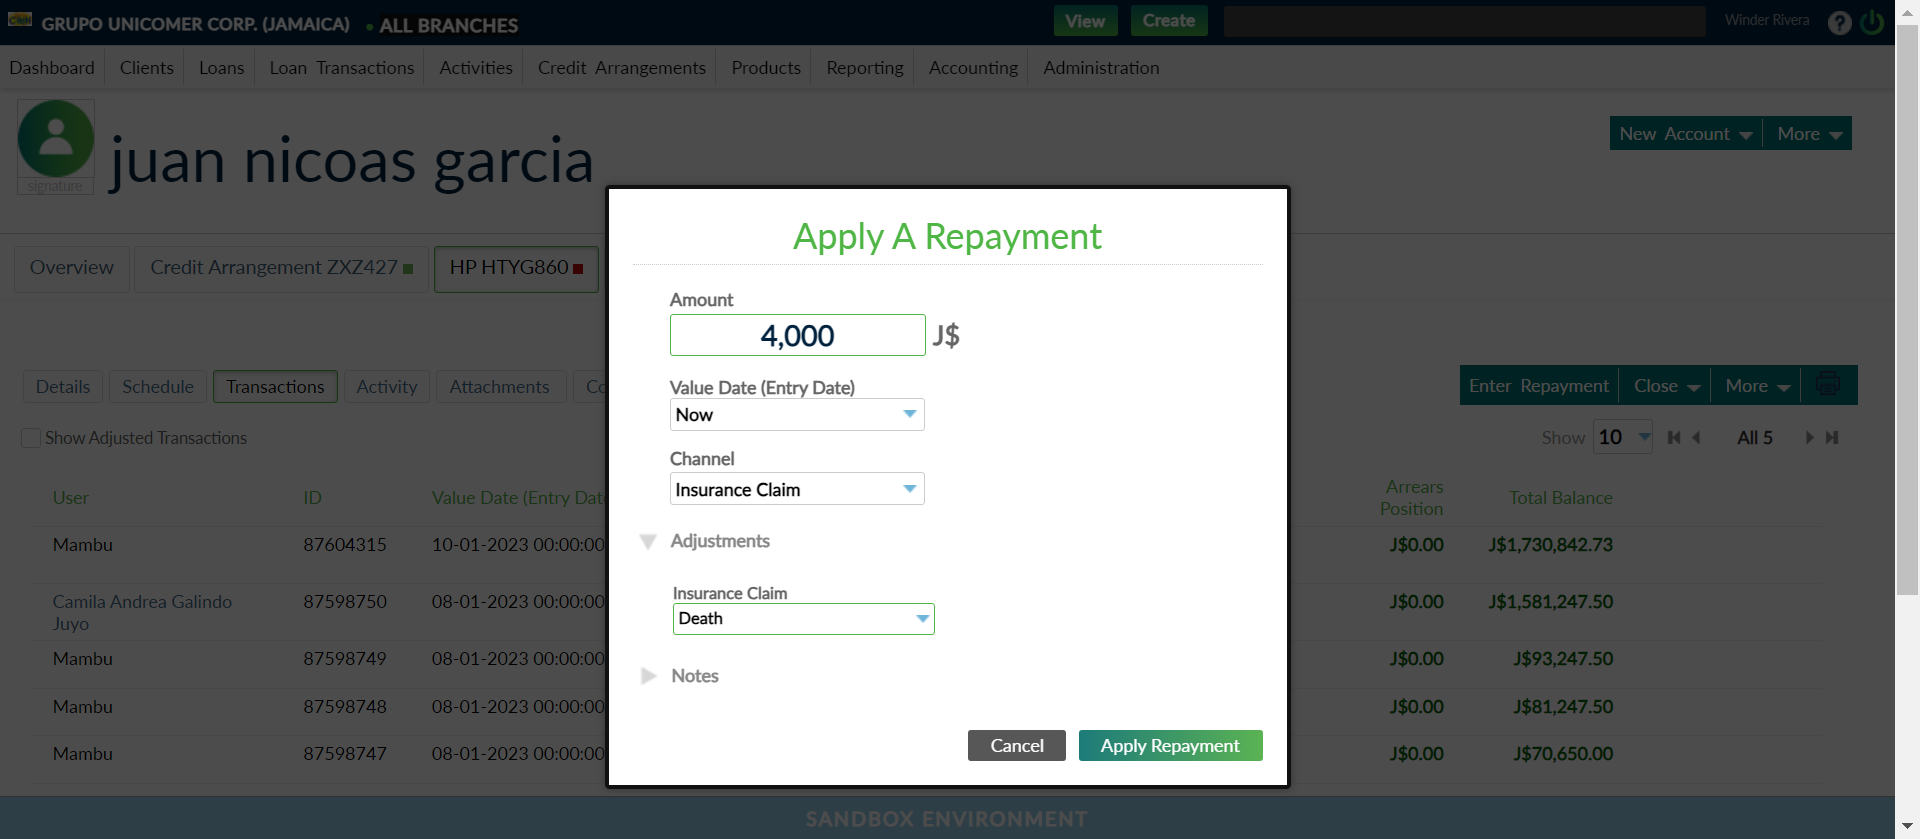 GRUPO UNICOMER CORP. (JAMAICA) ALL BRANCHES View Create Winder Rivera ?
Dashboard Clients Loans Loan Transactions Activities Credit Arrangements Products Reporting Accounting Administration
signature
juan nicoas garcia
New Account More
Overview Credit Arrangement ZXZ427 HP HTYG860
Details Schedule Transactions Activity Attachments Co
Enter Repayment Close More
Show Adjusted Transactions
Show 10 All 5
User ID Value Date (Entry Date Arrears Position Total Balance
Mambu 87604315 10-01-2023 00:00:00 J$0.00 J$1,730,842.73
Camila Andrea Galindo 87598750 08-01-2023 00:00:00 J$0.00 J$1,581,247.50
Juyo
Mambu 87598749 08-01-2023 00:00:00 J$0.00 J$93,247.50
Mambu 87598748 08-01-2023 00:00:00 J$0.00 J$81,247.50
Mambu 87598747 08-01-2023 00:00:00 J$0.00 J$70,650.00
Apply A Repayment
Amount
4,000 J$
Value Date (Entry Date)
Now
Channel
Insurance Claim
Adjustments
Insurance Claim
Death
Notes
Cancel Apply Repayment
SANDBOX ENVIRONMENT